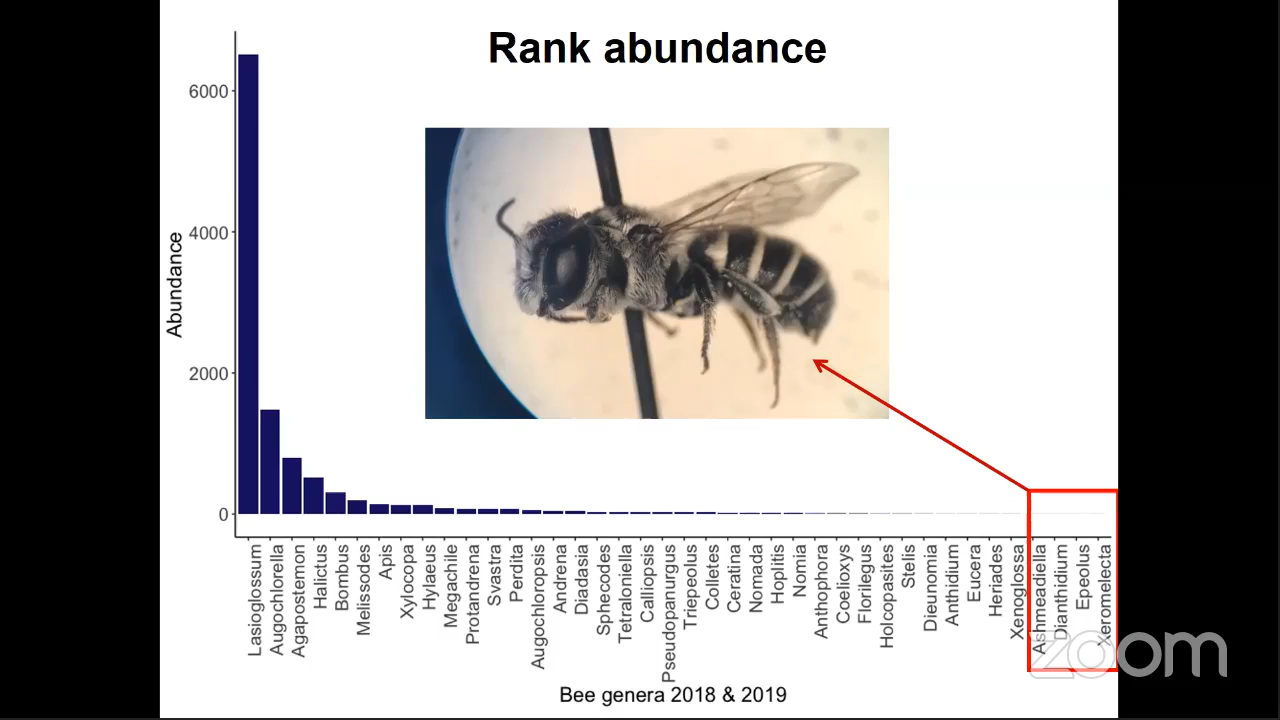 Rank abundance
6000
4000
2000
0
Abundance
Lasioglossum
Augochlorella
Agapostemon
Halictus
Bombus
Melissodes
Apis
Xylocopa
Hylaeus
Megachile
Protandrena
Svastra
Perdita
Augochloropsis
Andrena
Diadasia
Sphecodes
Tetraloniella
Calliopsis
Pseudopanurgus
Triepeolus
Colletes
Ceratina
Nomada
Hoplitis
Nomia
Anthophora
Coelioxys
Florilegus
Holcopasites
Stelis
Dieunomia
Anthidium
Eucera
Heriades
Xenoglossa
Ashmeadiella
Dianthidium
Epeolus
Xeromelecta
Bee genera 2018 & 2019
zoom